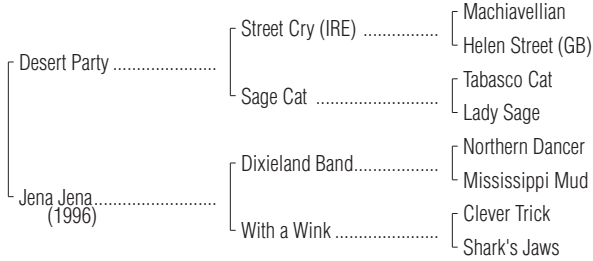 Machiavellian
Street Cry (IRE) ................
Helen Street (GB)
Desert Party ......................
Tabasco Cat
Sage Cat ..........................
Lady Sage
Northern Dancer
Dixieland Band..................
Mississippi Mud
Jena Jena..........................
(1996)
Clever Trick
With a Wink ......................
Shark's Jaws